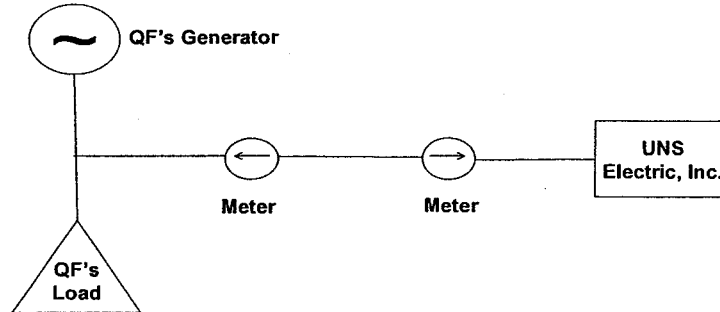 QF's Generator
UNS
Electric, Inc.
Meter
Meter
QF's
Load